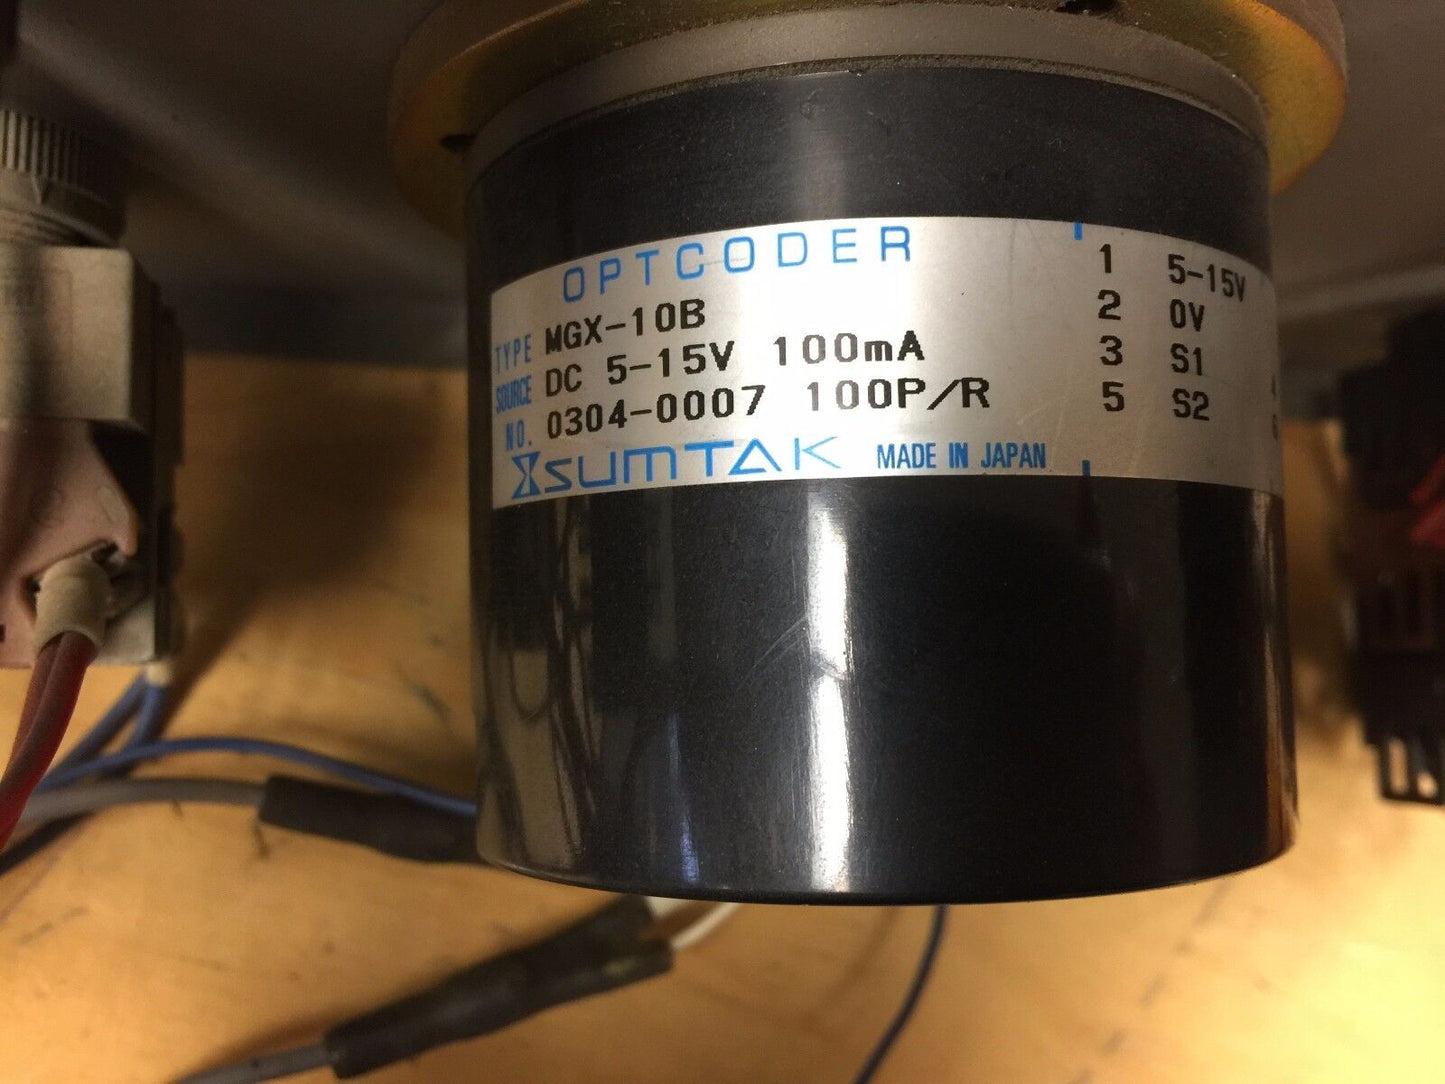 OPTCODER
TYPE MGX-10B
SOURCE DC 5-15V 100mA
NO. 0304-0007 100P/R
SUMTAK MADE IN JAPAN
1 5-15V
2 0V
3 S1
5 S2